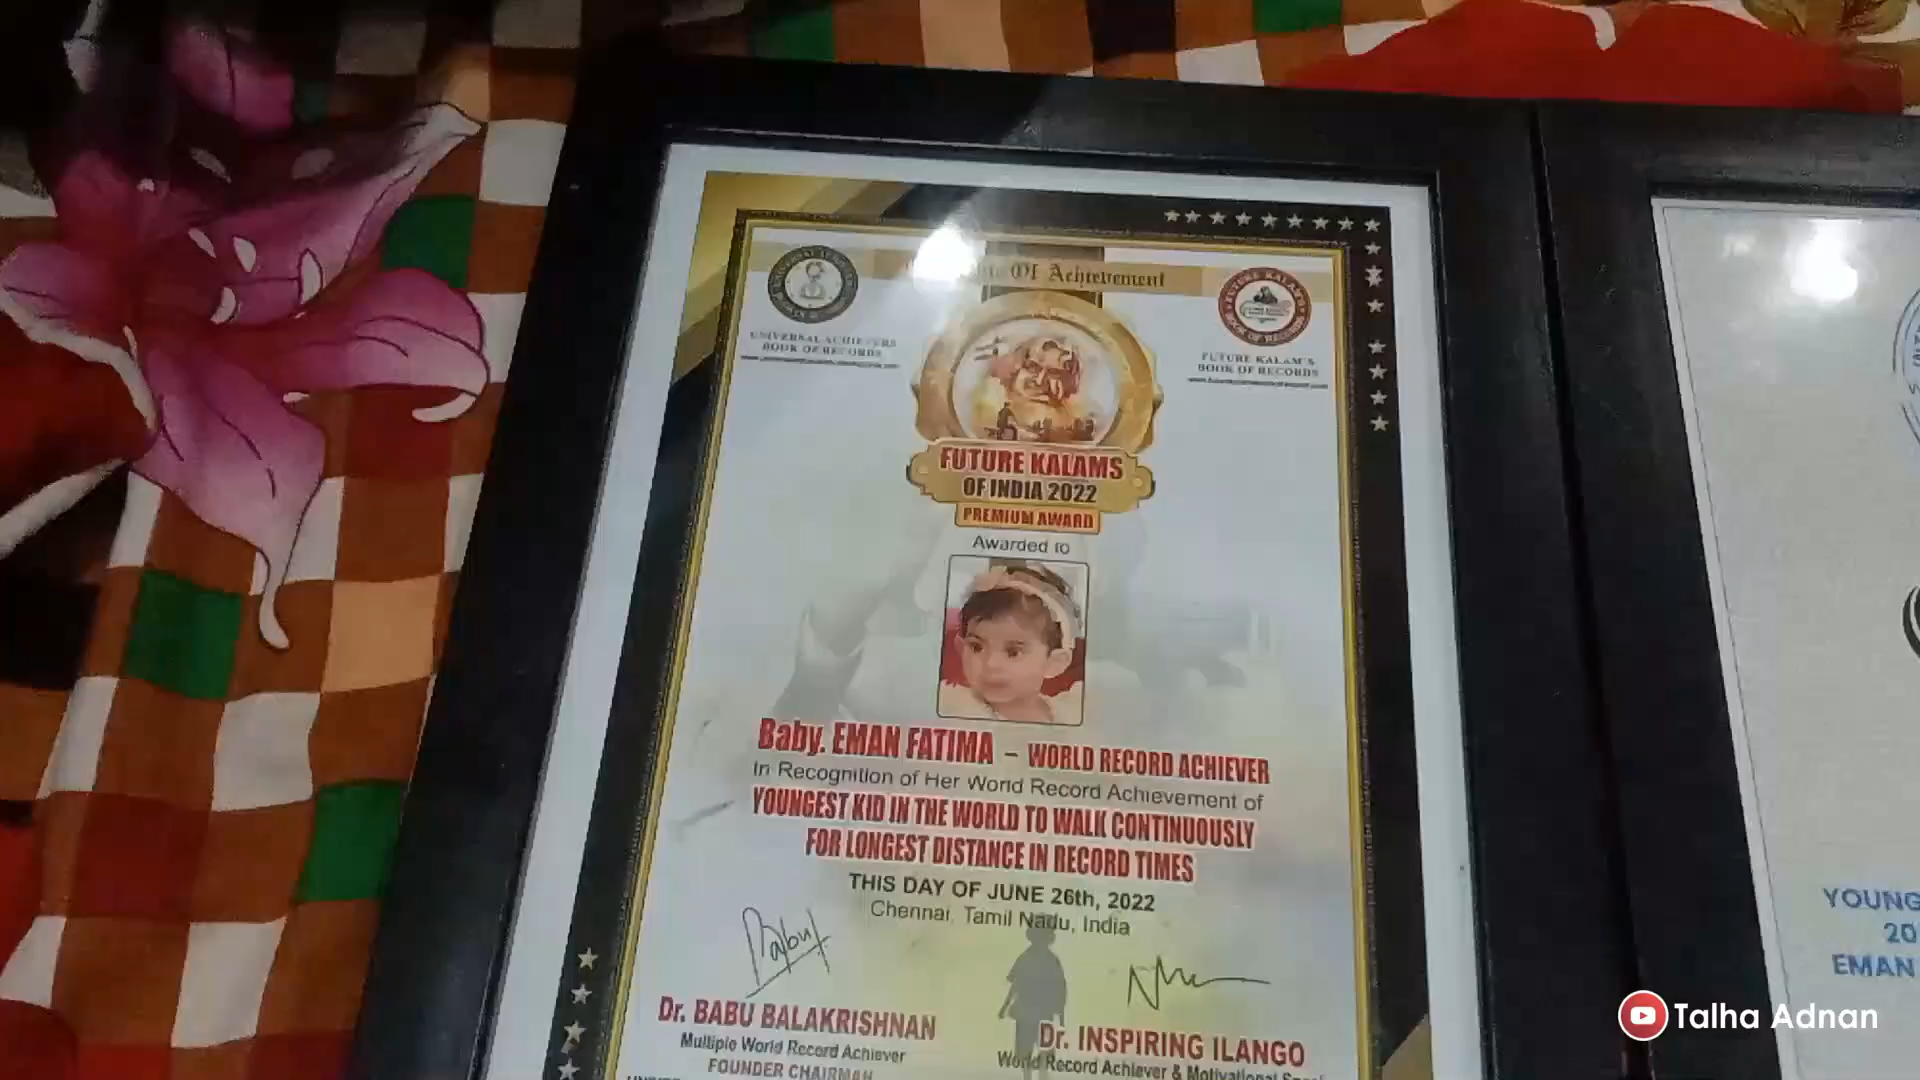 Of Achievement
UNIVERSAL ACHIEVERS
BOOK OF RECORDS
FUTURE KALAM'S
BOOK OF RECORDS
FUTURE KALAMS
OF INDIA 2022
PREMIUM AWARD
Awarded to
Baby. EMAN FATIMA – WORLD RECORD ACHIEVER
In Recognition of Her World Record Achievement of
YOUNGEST KID IN THE WORLD TO WALK CONTINUOUSLY
FOR LONGEST DISTANCE IN RECORD TIMES
THIS DAY OF JUNE 26th, 2022
Chennai, Tamil Nadu, India
Dr. BABU BALAKRISHNAN
Multiple World Record Achiever
FOUNDER CHAIRMAN
Dr. INSPIRING ILANGO
World Record Achiever & Motivational
YOUNG
20
EMAN
Talha Adnan